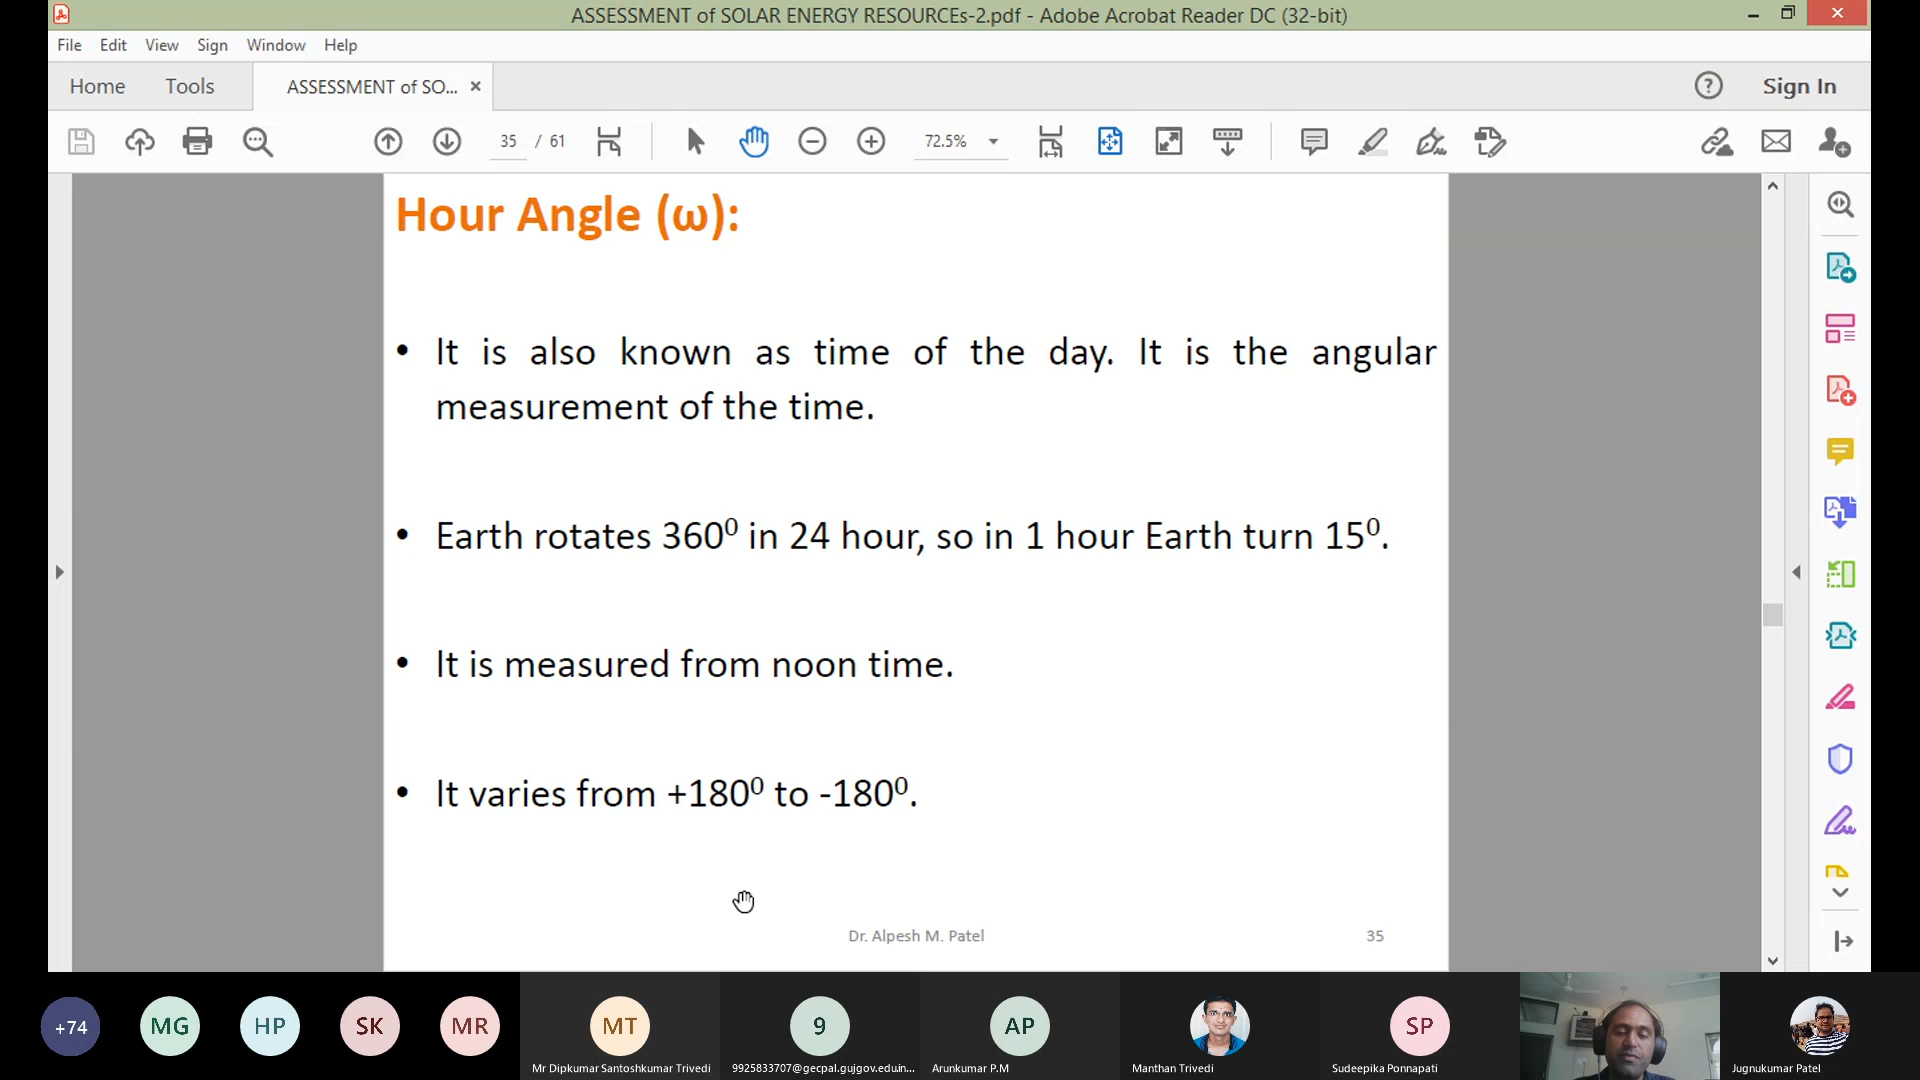 ASSESSMENT of SOLAR ENERGY RESOURCEs-2.pdf - Adobe Acrobat Reader DC (32-bit)
File Edit View Sign Window Help
Home Tools ASSESSMENT of SO... × Sign In
35 / 61 72.5%
Hour Angle (ω):
• It is also known as time of the day. It is the angular
measurement of the time.
• Earth rotates 360⁰ in 24 hour, so in 1 hour Earth turn 15⁰.
• It is measured from noon time.
• It varies from +180⁰ to -180⁰.
Dr. Alpesh M. Patel 35
+74 MG HP SK MR MT 9 AP SP
Mr Dipkumar Santoshkumar Trivedi 9925833707@gecpal.gujgov.edu.in... Arunkumar P.M Manthan Trivedi Sudeepika Ponnapati Jugnukumar Patel